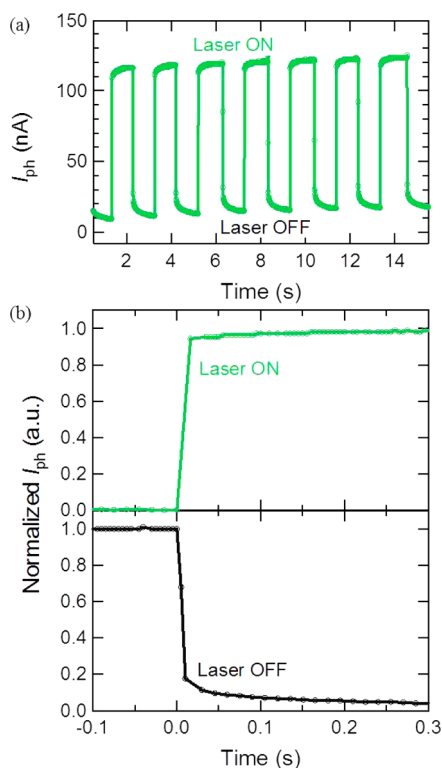 (a)
150
Laser ON
100
I_ph (nA)
50
0
Laser OFF
2 4 6 8 10 12 14
Time (s)
(b)
1.0
0.8
Laser ON
0.6
0.4
0.2
0.0
Normalized I_ph (a.u.)
1.0
0.8
0.6
0.4
0.2
Laser OFF
0.0
-0.1 0.0 0.1 0.2 0.3
Time (s)